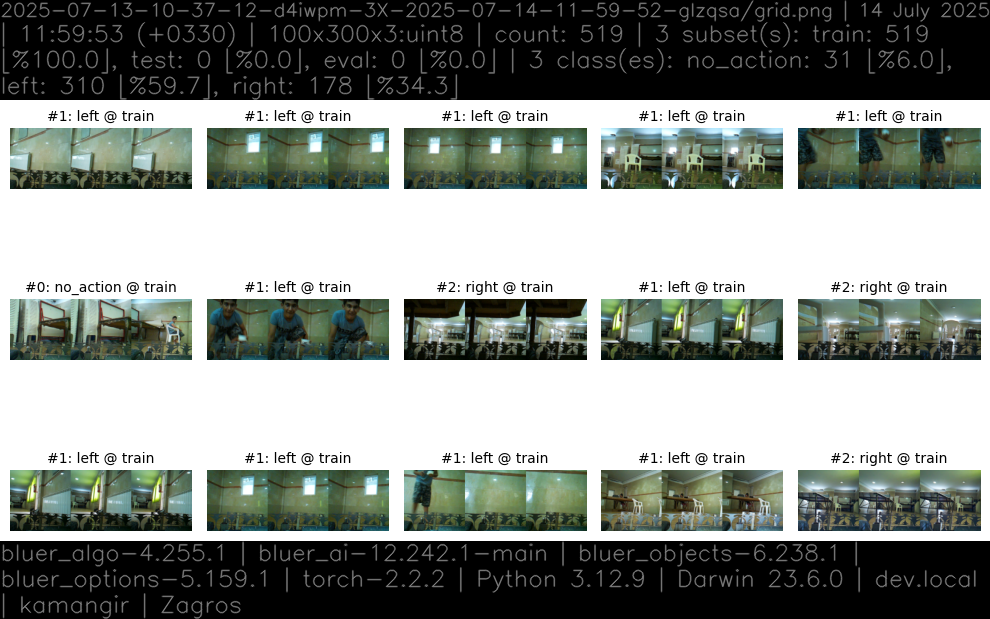 2025-07-13-10-37-12-d4iwpm-3X-2025-07-14-11-59-52-glzqsa/grid.png | 14 July 2025
| 11:59:53 (+0330) | 100x300x3:uint8 | count: 519 | 3 subset(s): train: 519
[%100.0], test: 0 [%0.0], eval: 0 [%0.0] | 3 class(es): no_action: 31 [%6.0],
left: 310 [%59.7], right: 178 [%34.3]
#1: left @ train #1: left @ train #1: left @ train #1: left @ train #1: left @ train
#0: no_action @ train #1: left @ train #2: right @ train #1: left @ train #2: right @ train
#1: left @ train #1: left @ train #1: left @ train #1: left @ train #2: right @ train
bluer_algo-4.255.1 | bluer_ai-12.242.1-main | bluer_objects-6.238.1 |
bluer_options-5.159.1 | torch-2.2.2 | Python 3.12.9 | Darwin 23.6.0 | dev.local
| kamangir | Zagros